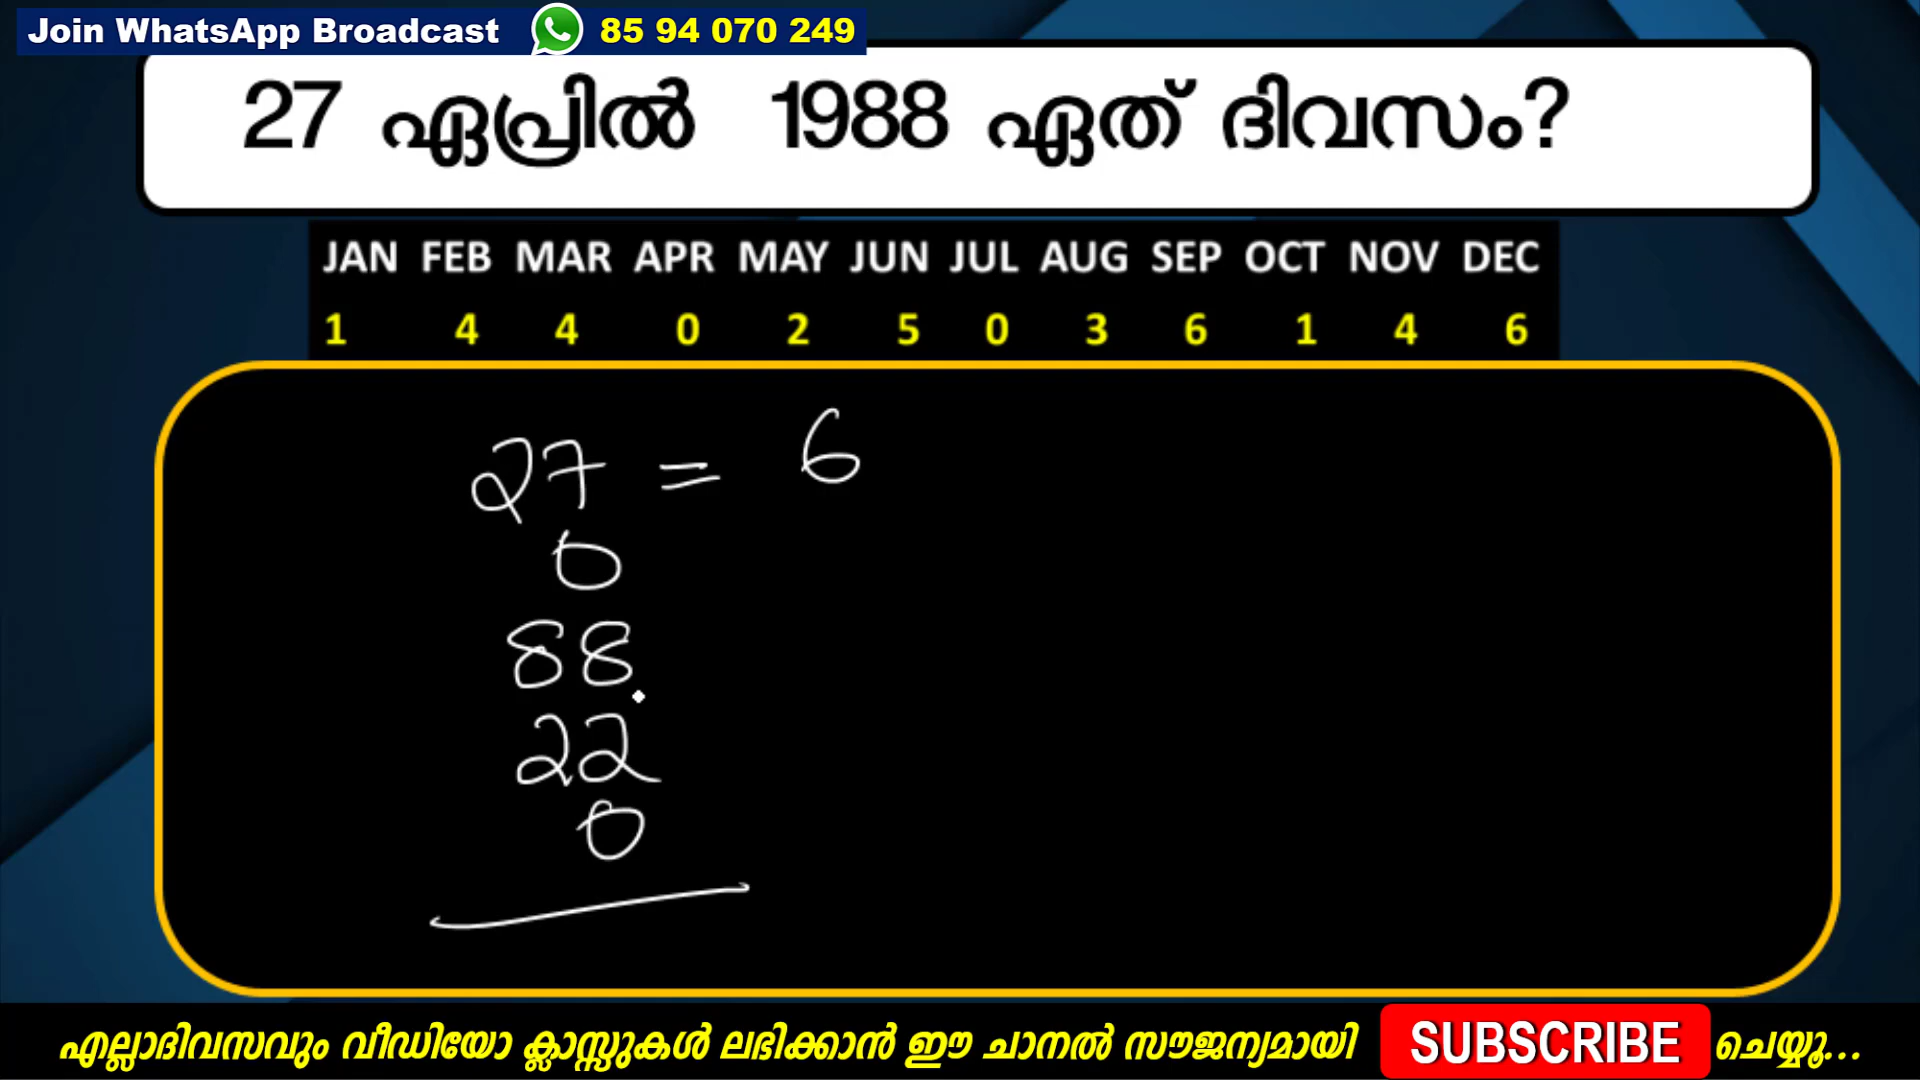 Join WhatsApp Broadcast 85 94 070 249
27 ഏപ്രിൽ 1988 ഏത് ദിവസം?
JAN FEB MAR APR MAY JUN JUL AUG SEP OCT NOV DEC
1 4 4 0 2 5 0 3 6 1 4 6
27 = 6
0
88
22
0
എല്ലാദിവസവും വീഡിയോ ക്ലാസ്സുകൾ ലഭിക്കാൻ ഈ ചാനൽ സൗജന്യമായി SUBSCRIBE ചെയ്യൂ...